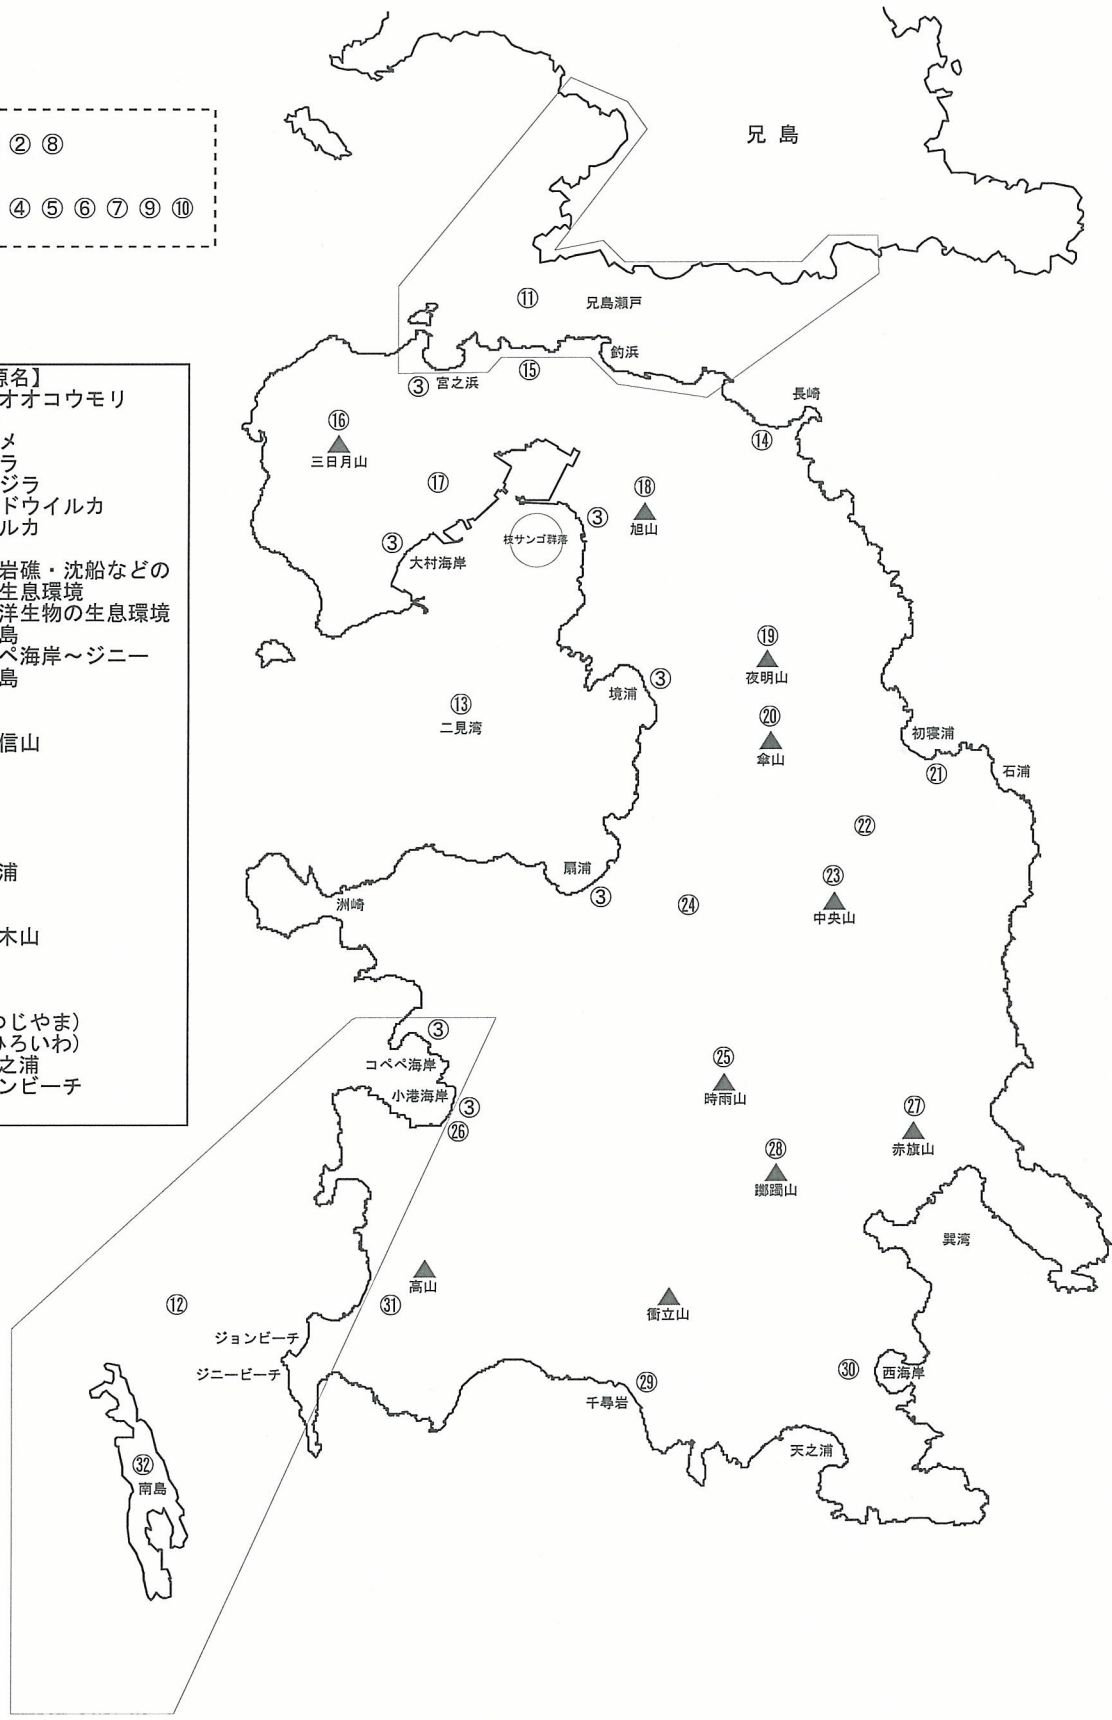 ② ⑧
④ ⑤ ⑥ ⑦ ⑨ ⑩
原名】
オオコウモリ
メ
ラ
ジラ
ドウイルカ
ルカ
岩礁・沈船などの
生息環境
洋生物の生息環境
島
ペ海岸～ジニー
島
信山
浦
木山
つじやま)
ひろいわ)
之浦
ンビーチ
兄島
⑪
兄島瀬戸
釣浜
⑮
③
宮之浜
長崎
⑭
⑯
三日月山
⑰
⑱
旭山
③
枝サンゴ群落
③
大村海岸
⑲
夜明山
③
境浦
⑬
二見湾
⑳
傘山
初寝浦
㉑
石浦
㉒
扇浦
③
㉓
中央山
㉔
洲崎
③
コペペ海岸
小港海岸
③
㉖
㉕
時雨山
㉗
赤旗山
㉘
躑躅山
巽湾
高山
⑫
㉛
衝立山
ジョンビーチ
ジニービーチ
㉙
千尋岩
㉚
西海岸
天之浦
㉜
南島